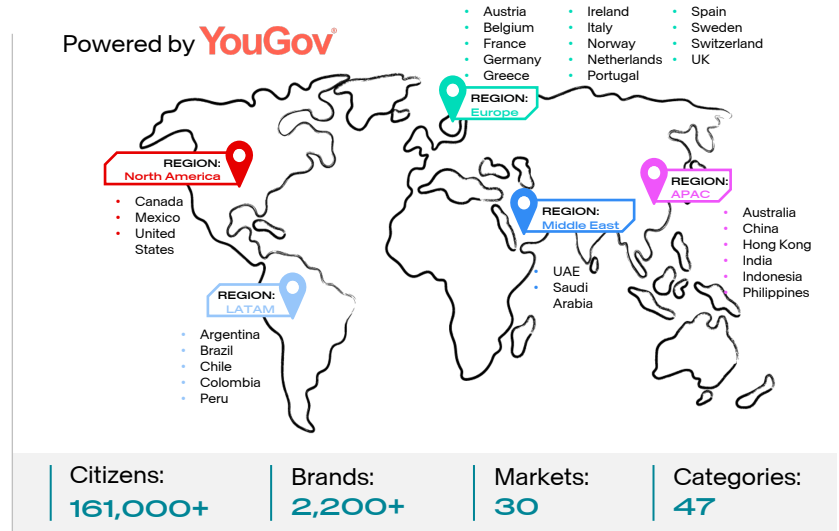 Powered by YouGov®
Austria
Belgium
France
Germany
Greece
Ireland
Italy
Norway
Netherlands
Portugal
Spain
Sweden
Switzerland
UK
REGION:
Europe
REGION:
North America
Canada
Mexico
United
States
REGION:
APAC
Australia
China
Hong Kong
India
Indonesia
Philippines
REGION:
Middle East
UAE
Saudi
Arabia
REGION:
LATAM
Argentina
Brazil
Chile
Colombia
Peru
Citizens:
161,000+
Brands:
2,200+
Markets:
30
Categories:
47